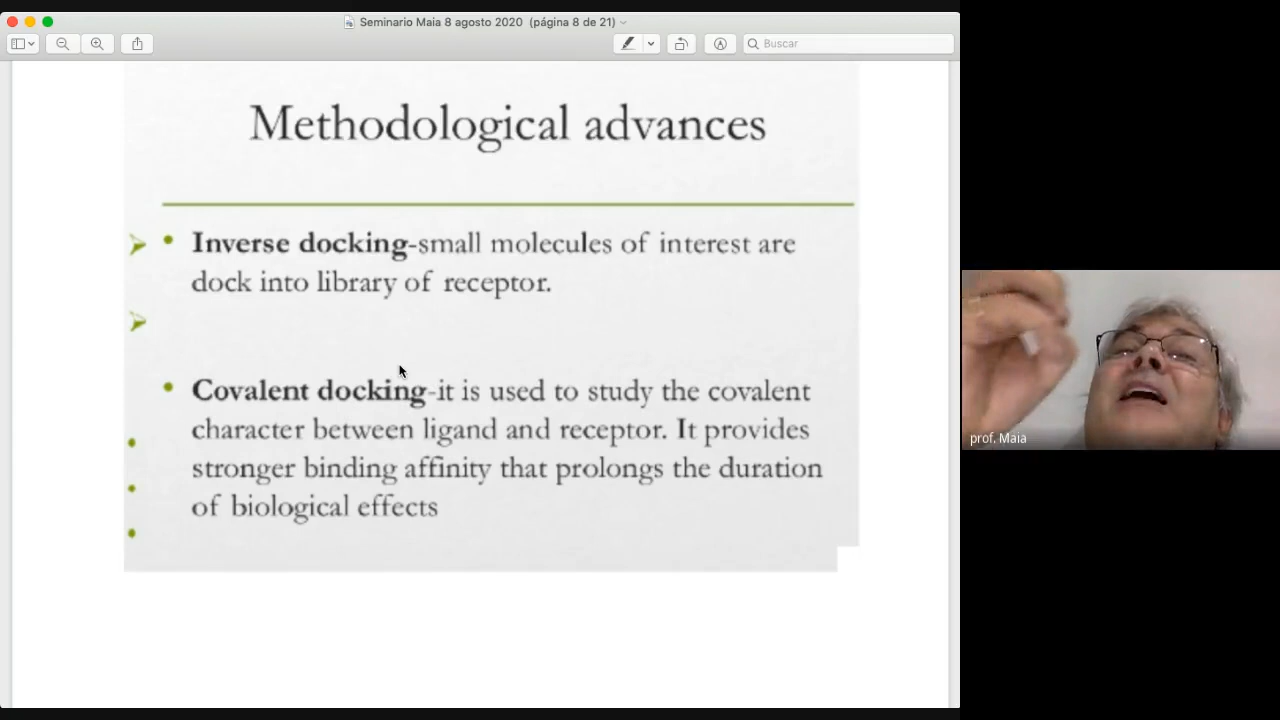 Seminario Maia 8 agosto 2020 (página 8 de 21)
Buscar
Methodological advances
Inverse docking-small molecules of interest are
dock into library of receptor.
Covalent docking-it is used to study the covalent
character between ligand and receptor. It provides
stronger binding affinity that prolongs the duration
of biological effects
prof. Maia